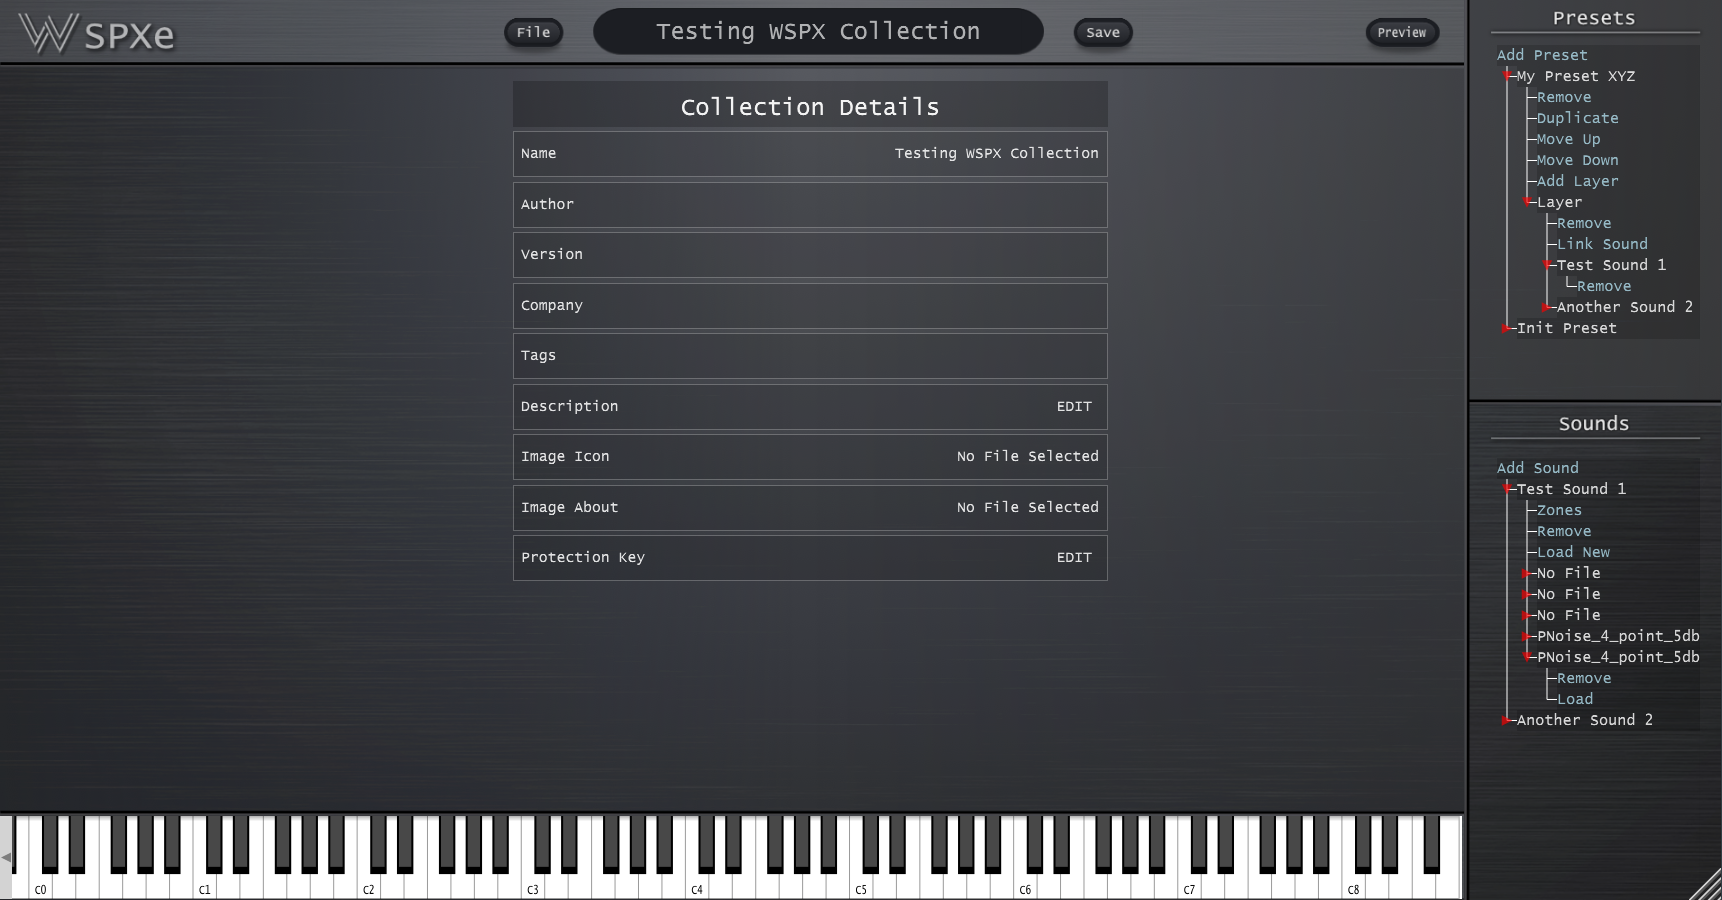 WSPXe
File
Testing WSPX Collection
Save
Preview
Collection Details
Name Testing WSPX Collection
Author
Version
Company
Tags
Description EDIT
Image Icon No File Selected
Image About No File Selected
Protection Key EDIT
Presets
Add Preset
My Preset XYZ
Remove
Duplicate
Move Up
Move Down
Add Layer
Layer
Remove
Link Sound
Test Sound 1
Remove
Another Sound 2
Init Preset
Sounds
Add Sound
Test Sound 1
Zones
Remove
Load New
No File
No File
No File
PNoise_4_point_5db
PNoise_4_point_5db
Remove
Load
Another Sound 2
C0 C1 C2 C3 C4 C5 C6 C7 C8